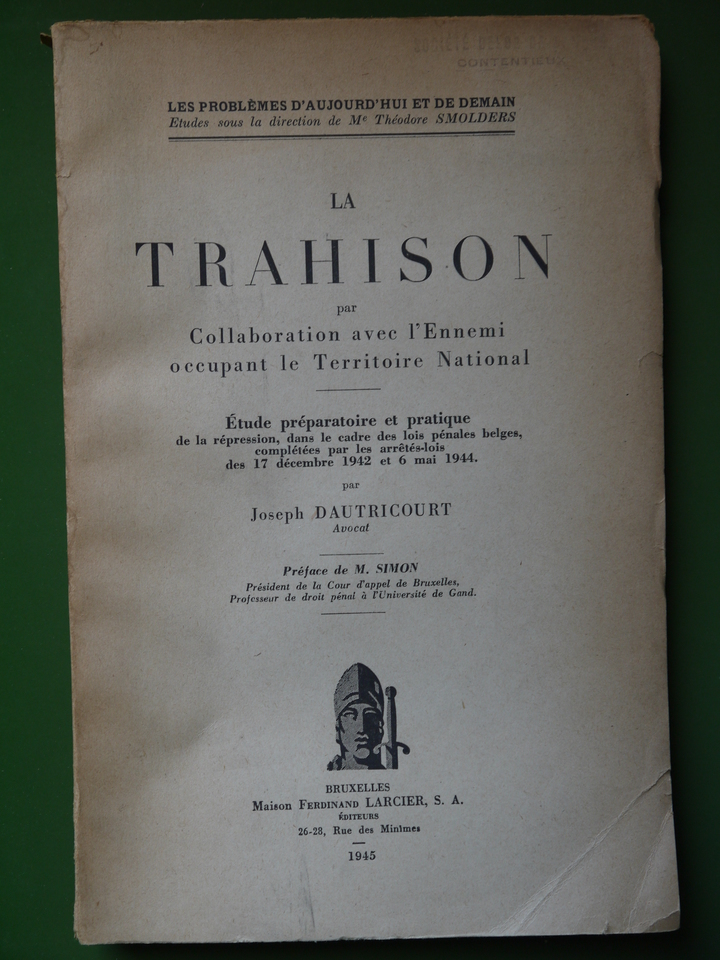 CONTENTIEUX
LES PROBLÈMES D'AUJOURD'HUI ET DE DEMAIN
Etudes sous la direction de Me Théodore SMOLDERS
LA
TRAHISON
par
Collaboration avec l'Ennemi
occupant le Territoire National
Étude préparatoire et pratique
de la répression, dans le cadre des lois pénales belges,
complétées par les arrêtés-lois
des 17 décembre 1942 et 6 mai 1944.
par
Joseph DAUTRICOURT
Avocat
Préface de M. SIMON
Président de la Cour d'appel de Bruxelles,
Professeur de droit pénal à l'Université de Gand.
BRUXELLES
Maison FERDINAND LARCIER, S. A.
ÉDITEURS
26-28, Rue des Minimes
1945